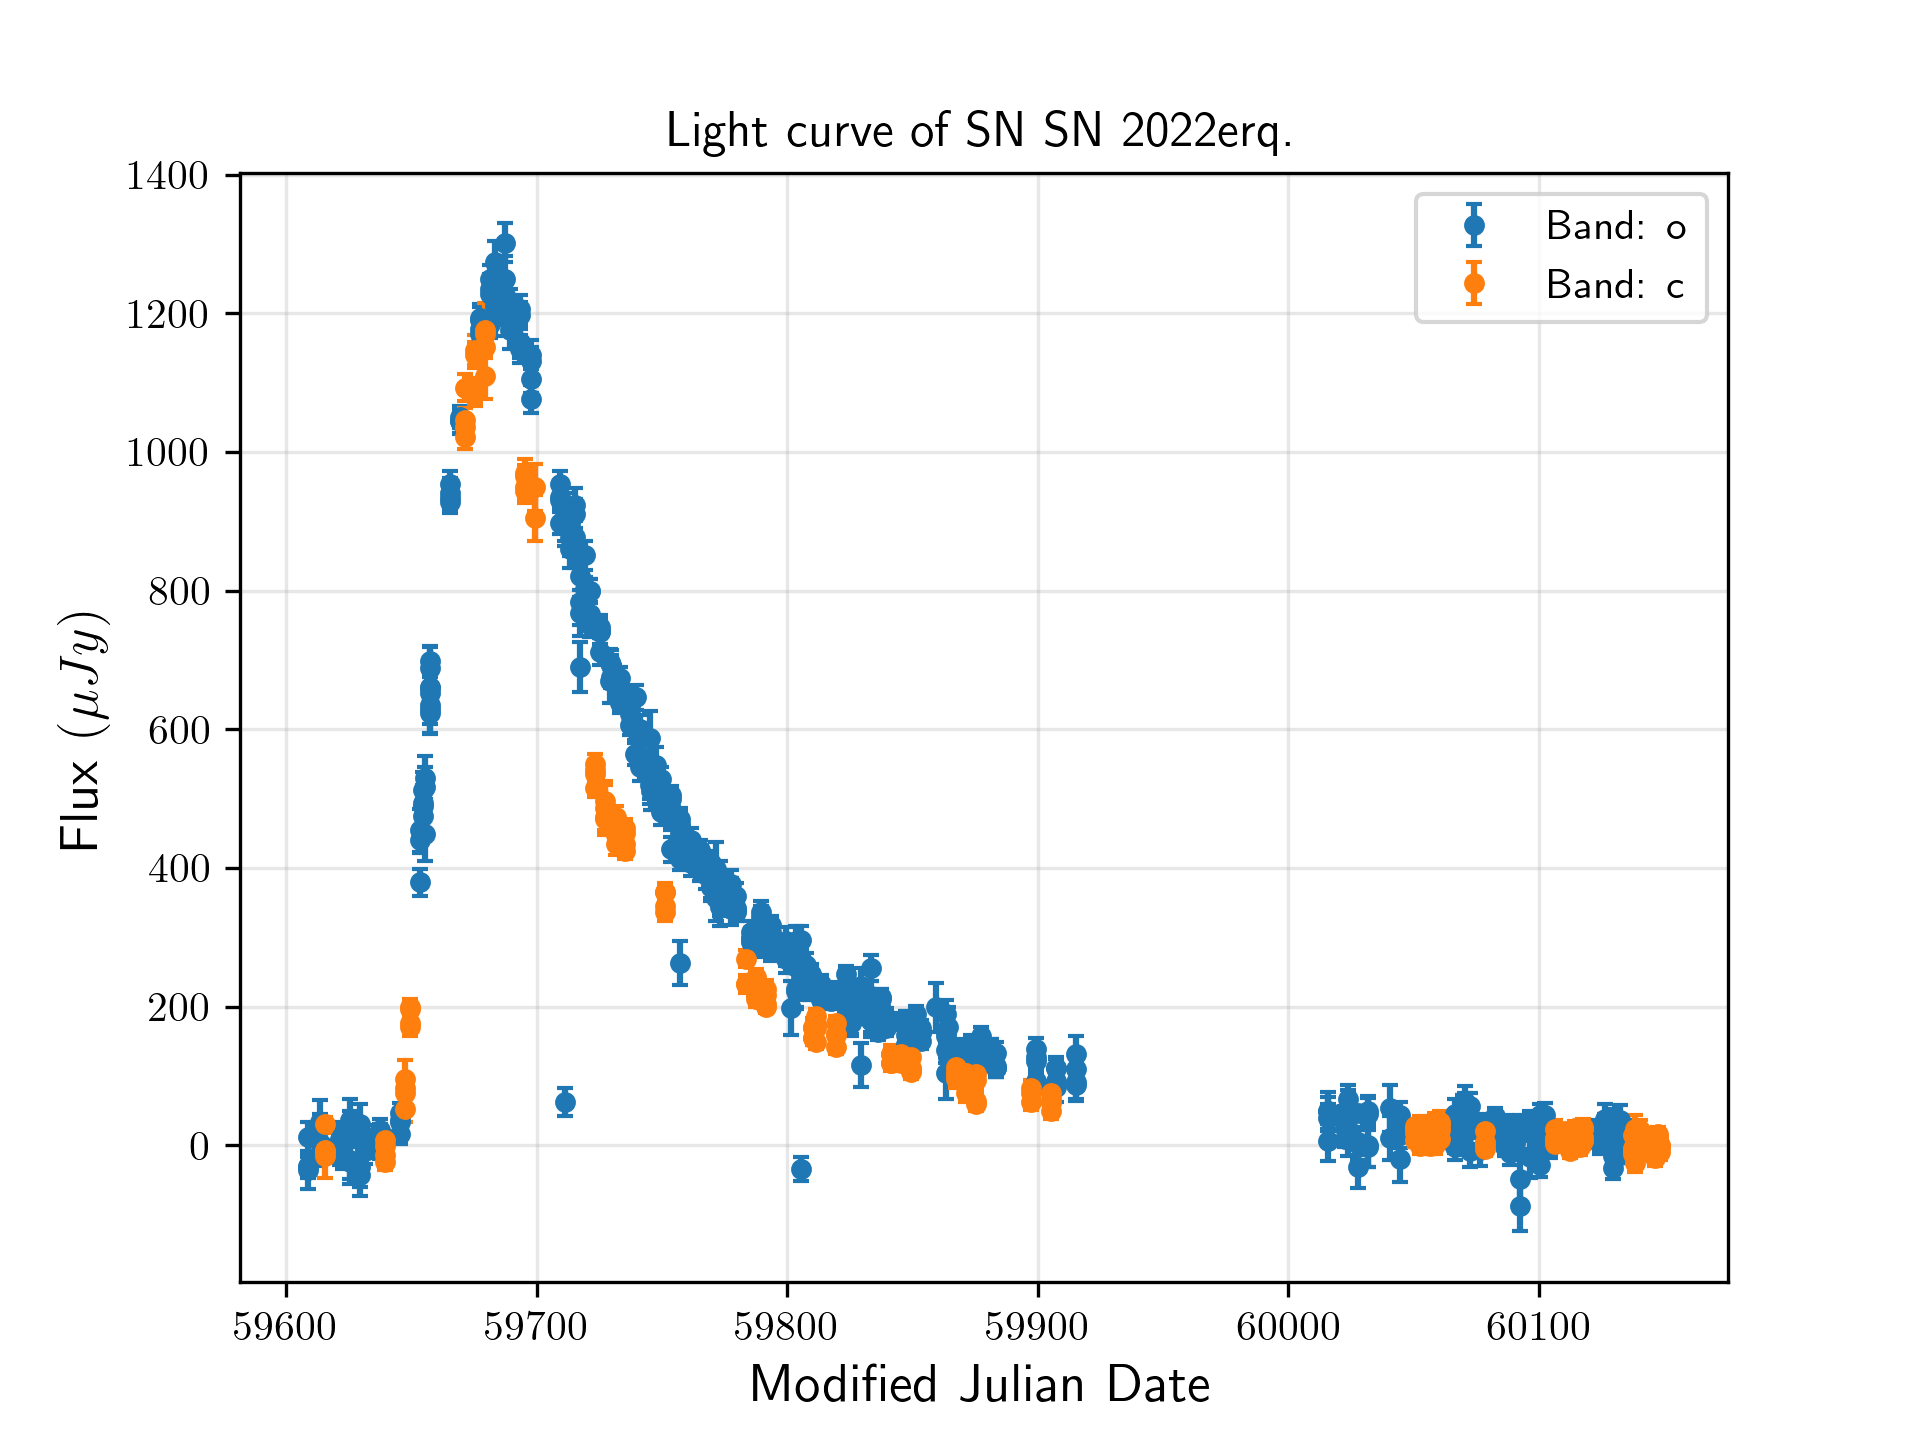 Light curve of SN SN 2022erq.
1400
1200
1000
800
600
400
200
0
Flux (μJy)
Band: o
Band: c
59600 59700 59800 59900 60000 60100
Modified Julian Date